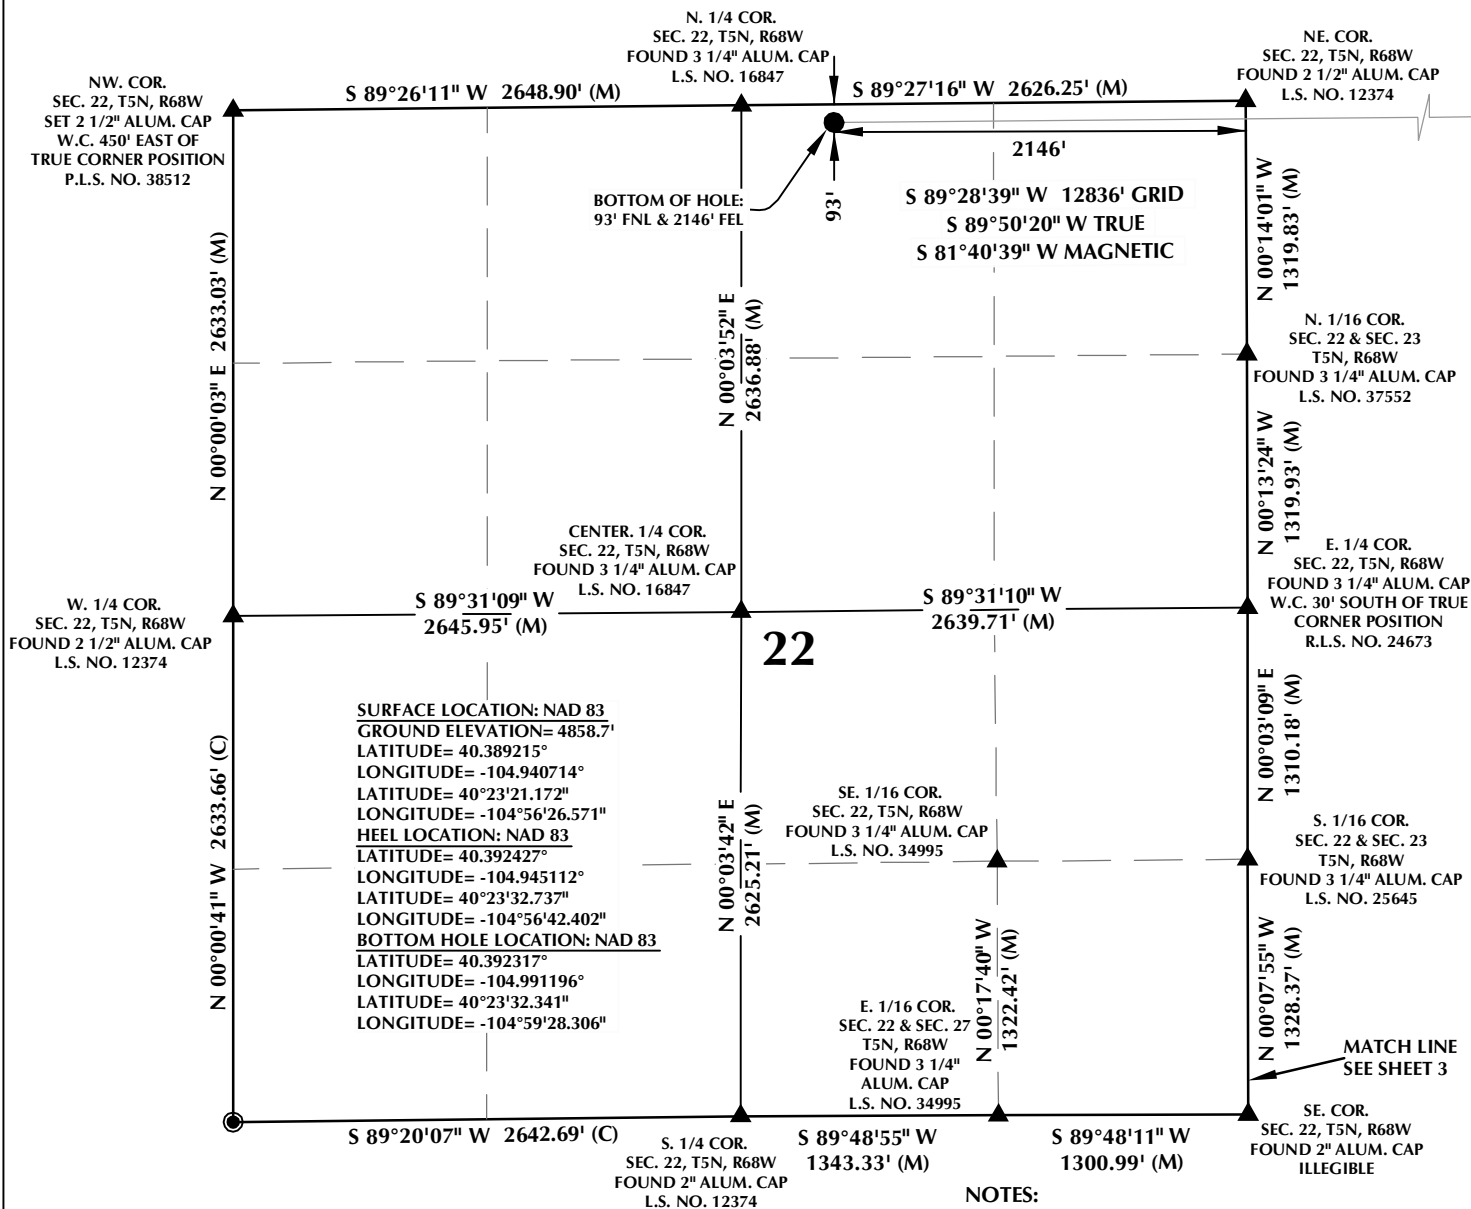 N. 1/4 COR.
SEC. 22, T5N, R68W
FOUND 3 1/4" ALUM. CAP
L.S. NO. 16847
NE. COR.
SEC. 22, T5N, R68W
FOUND 2 1/2" ALUM. CAP
L.S. NO. 12374
NW. COR.
SEC. 22, T5N, R68W
SET 2 1/2" ALUM. CAP
W.C. 450' EAST OF
TRUE CORNER POSITION
P.L.S. NO. 38512
S 89°26'11" W 2648.90' (M)
S 89°27'16" W 2626.25' (M)
2146'
93'
BOTTOM OF HOLE:
93' FNL & 2146' FEL
S 89°28'39" W 12836' GRID
S 89°50'20" W TRUE
S 81°40'39" W MAGNETIC
N 00°14'01" W
1319.83' (M)
N 00°00'03" E 2633.03' (M)
N 00°03'52" E
2636.88' (M)
N. 1/16 COR.
SEC. 22 & SEC. 23
T5N, R68W
FOUND 3 1/4" ALUM. CAP
L.S. NO. 37552
N 00°13'24" W
1319.93' (M)
CENTER. 1/4 COR.
SEC. 22, T5N, R68W
FOUND 3 1/4" ALUM. CAP
L.S. NO. 16847
E. 1/4 COR.
SEC. 22, T5N, R68W
FOUND 3 1/4" ALUM. CAP
W.C. 30' SOUTH OF TRUE
CORNER POSITION
R.L.S. NO. 24673
W. 1/4 COR.
SEC. 22, T5N, R68W
FOUND 2 1/2" ALUM. CAP
L.S. NO. 12374
S 89°31'09" W
2645.95' (M)
S 89°31'10" W
2639.71' (M)
22
SURFACE LOCATION: NAD 83
GROUND ELEVATION= 4858.7'
LATITUDE= 40.389215°
LONGITUDE= -104.940714°
LATITUDE= 40°23'21.172"
LONGITUDE= -104°56'26.571"
HEEL LOCATION: NAD 83
LATITUDE= 40.392427°
LONGITUDE= -104.945112°
LATITUDE= 40°23'32.737"
LONGITUDE= -104°56'42.402"
BOTTOM HOLE LOCATION: NAD 83
LATITUDE= 40.392317°
LONGITUDE= -104.991196°
LATITUDE= 40°23'32.341"
LONGITUDE= -104°59'28.306"
N 00°00'41" W 2633.66' (C)
N 00°03'42" E
2625.21' (M)
N 00°03'09" E
1310.18' (M)
SE. 1/16 COR.
SEC. 22, T5N, R68W
FOUND 3 1/4" ALUM. CAP
L.S. NO. 34995
S. 1/16 COR.
SEC. 22 & SEC. 23
T5N, R68W
FOUND 3 1/4" ALUM. CAP
L.S. NO. 25645
N 00°17'40" W
1322.42' (M)
N 00°07'55" W
1328.37' (M)
E. 1/16 COR.
SEC. 22 & SEC. 27
T5N, R68W
FOUND 3 1/4"
ALUM. CAP
L.S. NO. 34995
MATCH LINE
SEE SHEET 3
S 89°20'07" W 2642.69' (C)
S. 1/4 COR.
SEC. 22, T5N, R68W
FOUND 2" ALUM. CAP
L.S. NO. 12374
S 89°48'55" W
1343.33' (M)
S 89°48'11" W
1300.99' (M)
SE. COR.
SEC. 22, T5N, R68W
FOUND 2" ALUM. CAP
ILLEGIBLE
NOTES: